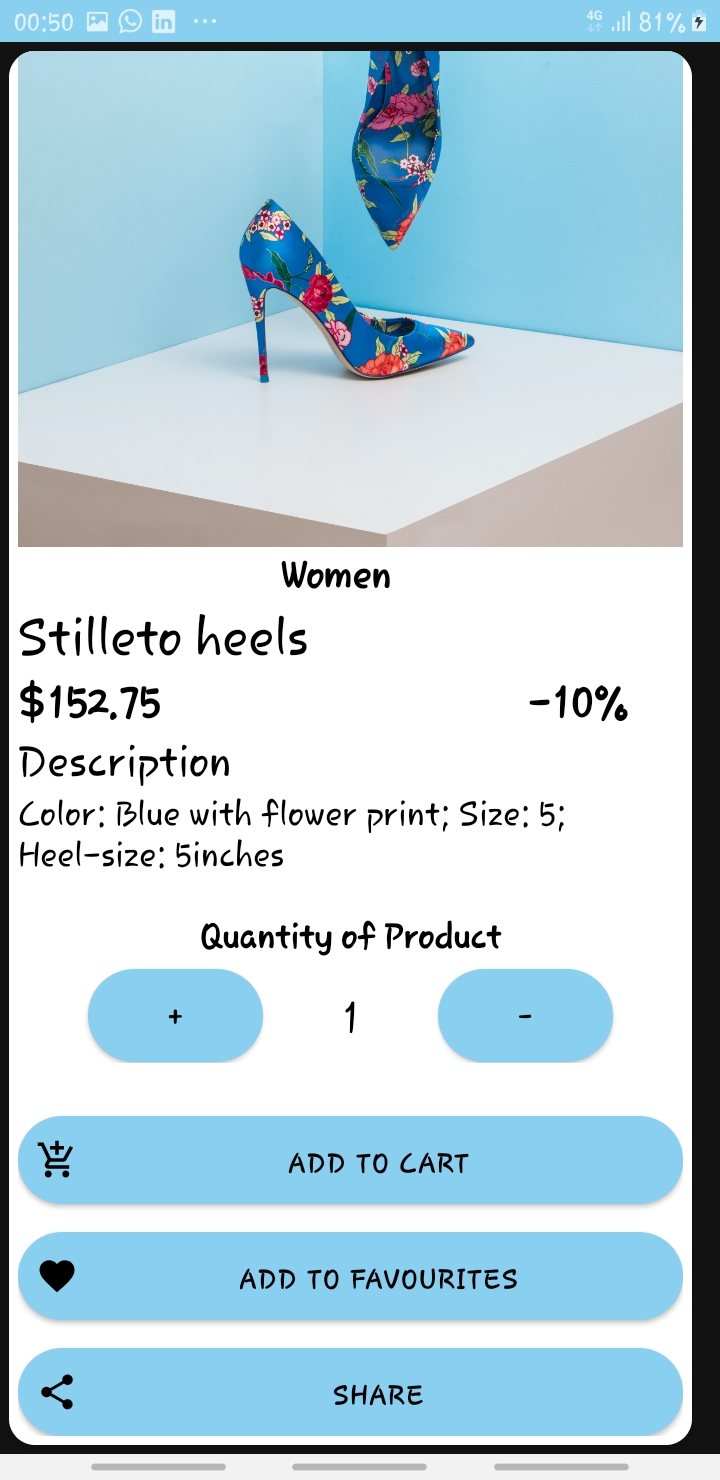 00:50 4G 81%
Women
Stilleto heels
$152.75 -10%
Description
Color: Blue with flower print; Size: 5;
Heel-size: 5inches
Quantity of Product
+ 1 -
ADD TO CART
ADD TO FAVOURITES
SHARE